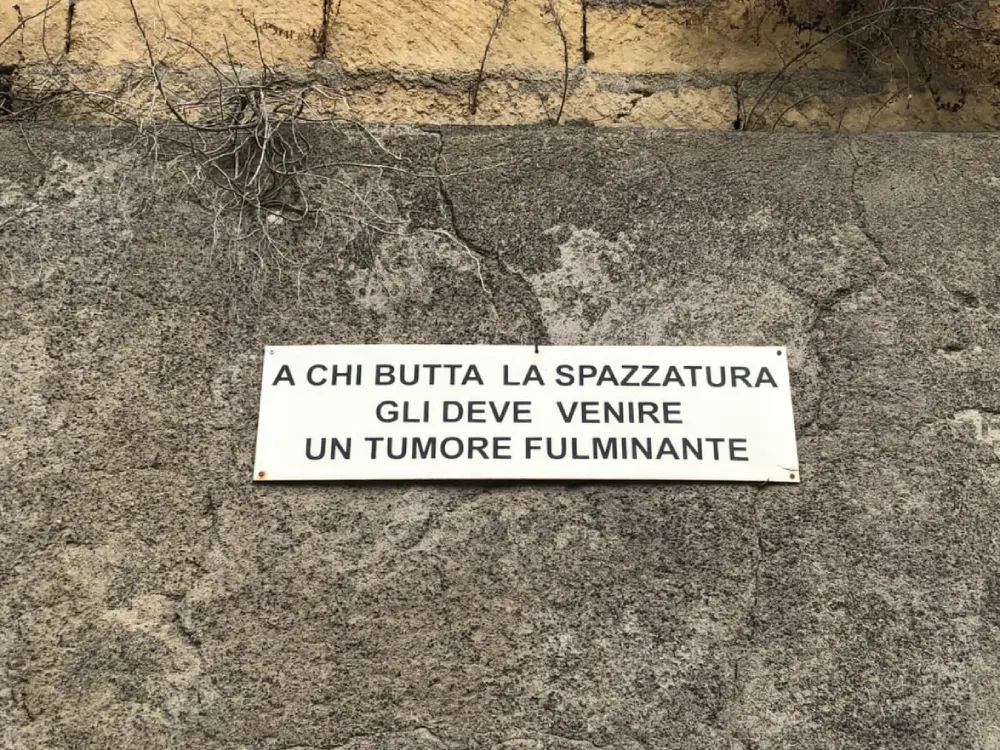 A CHI BUTTA LA SPAZZATURA
GLI DEVE VENIRE
UN TUMORE FULMINANTE